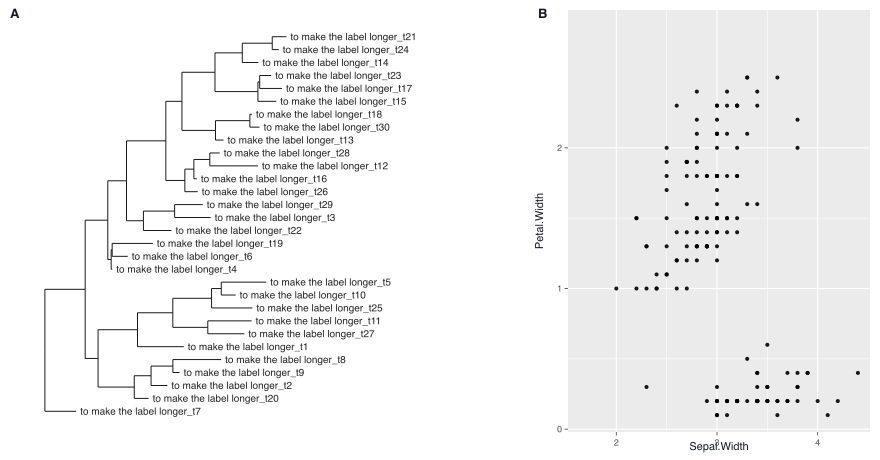 A
to make the label longer_t21
to make the label longer_t24
to make the label longer_t14
to make the label longer_t23
to make the label longer_t17
to make the label longer_t15
to make the label longer_t18
to make the label longer_t30
to make the label longer_t13
to make the label longer_t28
to make the label longer_t12
to make the label longer_t16
to make the label longer_t26
to make the label longer_t29
to make the label longer_t3
to make the label longer_t22
to make the label longer_t19
to make the label longer_t6
to make the label longer_t4
to make the label longer_t5
to make the label longer_t10
to make the label longer_t25
to make the label longer_t11
to make the label longer_t27
to make the label longer_t1
to make the label longer_t8
to make the label longer_t9
to make the label longer_t2
to make the label longer_t20
to make the label longer_t7
B
Petal.Width
2
1
0
2 3 4
Sepal.Width